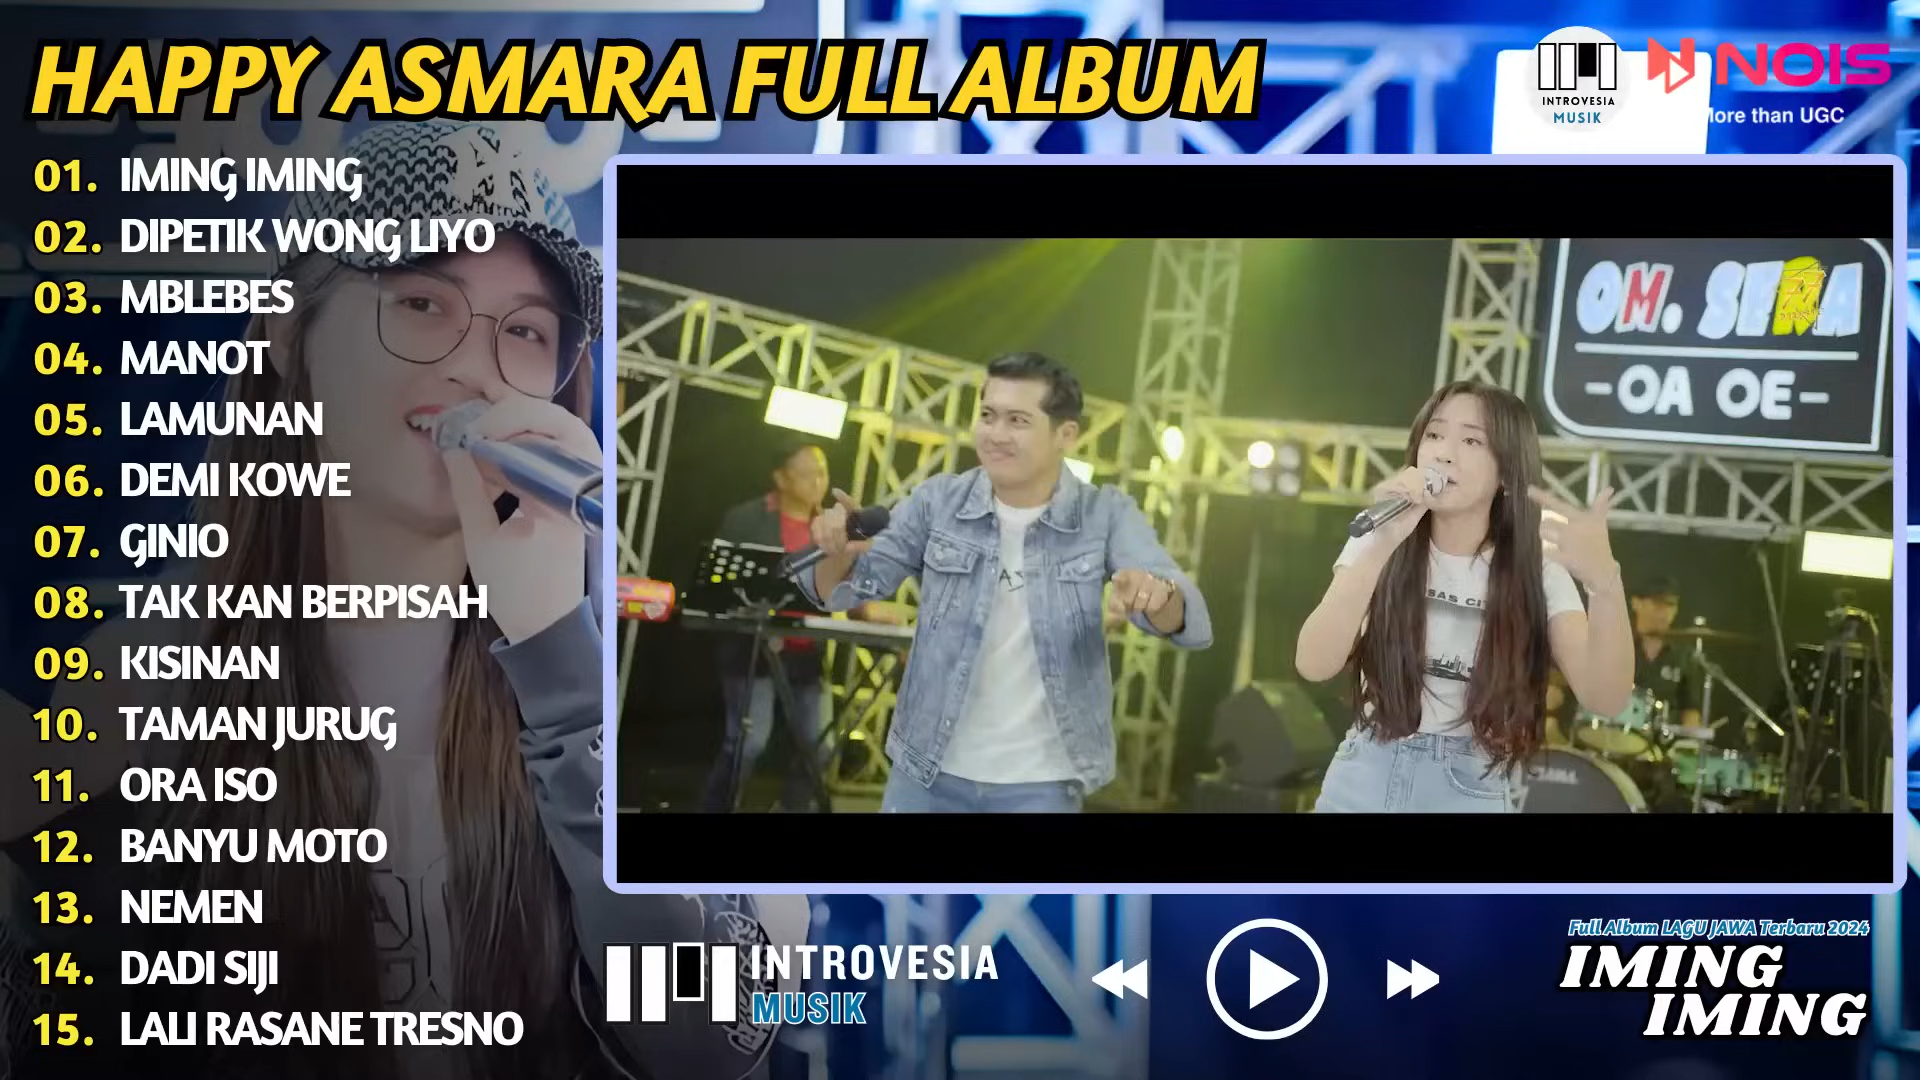 HAPPY ASMARA FULL ALBUM
INTROVESIA
MUSIK
NOIS
More than UGC
01. IMING IMING
02. DIPETIK WONG LIYO
03. MBLEBES
04. MANOT
05. LAMUNAN
06. DEMI KOWE
07. GINIO
08. TAK KAN BERPISAH
09. KISINAN
10. TAMAN JURUG
11. ORA ISO
12. BANYU MOTO
13. NEMEN
14. DADI SIJI
15. LALI RASANE TRESNO
OM. SERA
-OA OE-
INTROVESIA
MUSIK
Full Album LAGU JAWA Terbaru 2024
IMING
IMING